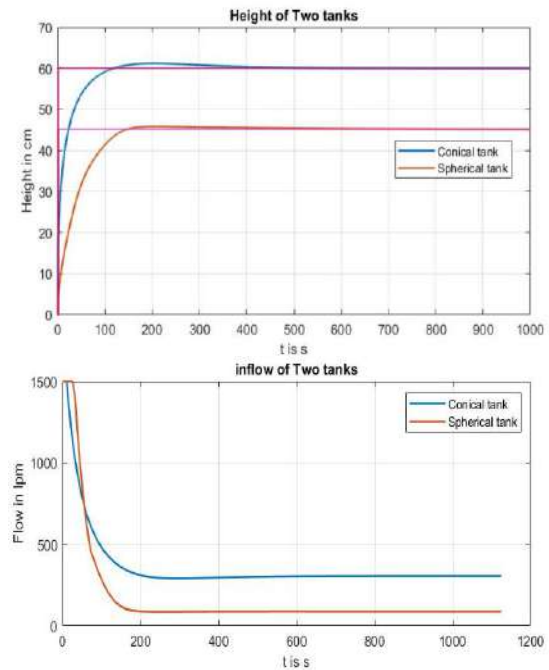 Height of Two tanks
70
60
50
40
30
20
10
0
Height in cm
Conical tank
Spherical tank
0 100 200 300 400 500 600 700 800 900 1000
t is s
inflow of Two tanks
1500
1000
500
0
Flow in lpm
Conical tank
Spherical tank
0 200 400 600 800 1000 1200
t is s